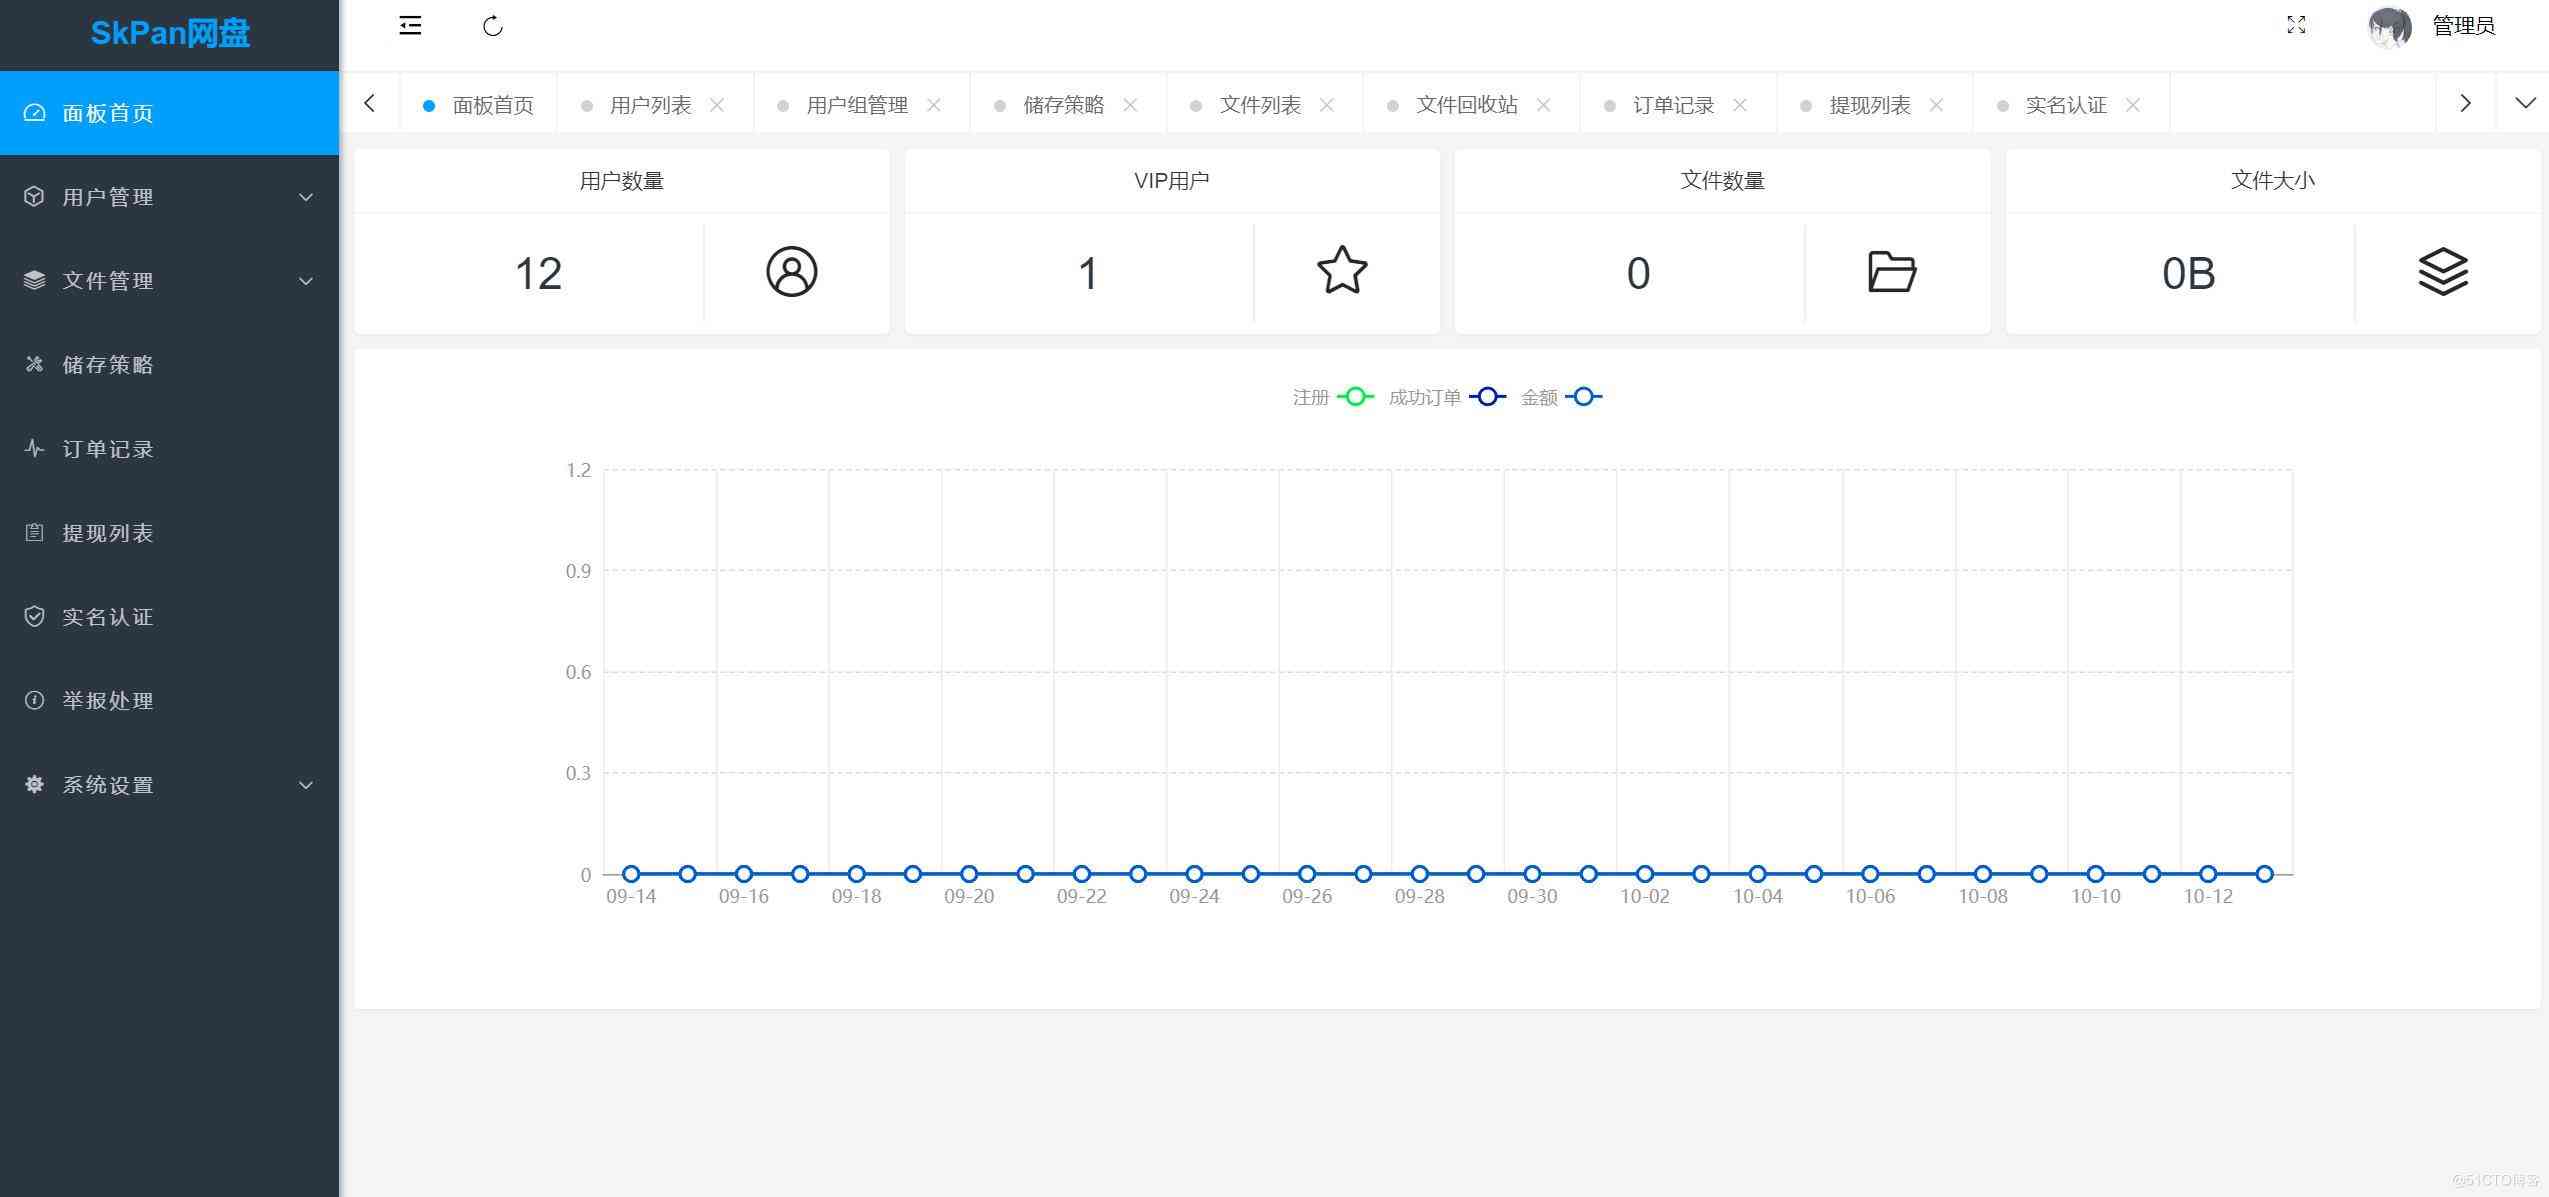 SkPan网盘
管理员
面板首页
用户管理
文件管理
储存策略
订单记录
提现列表
实名认证
举报处理
系统设置
面板首页 用户列表 用户组管理 储存策略 文件列表 文件回收站 订单记录 提现列表 实名认证
用户数量 VIP用户 文件数量 文件大小
12 1 0 0B
注册 成功订单 金额
1.2
0.9
0.6
0.3
0
09-14 09-16 09-18 09-20 09-22 09-24 09-26 09-28 09-30 10-02 10-04 10-06 10-08 10-10 10-12
@51CTO博客